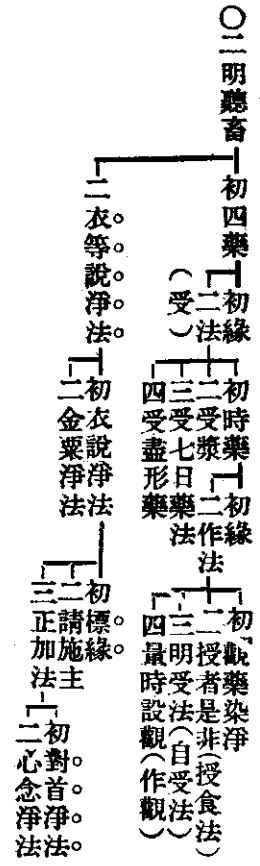 ○二明聽畜
初四藥
初緣
二法(受)
初時藥
初緣
二作法
初觀藥染淨
二授者是非(授食法)
三明受法(自受法)
四量時設觀(作觀)
二受漿
三受七日藥法
四受盡形藥
二衣等說淨法
初衣說淨法
初標緣
二請施主
三正加法
初對首淨法
二心念淨法
二金粟淨法